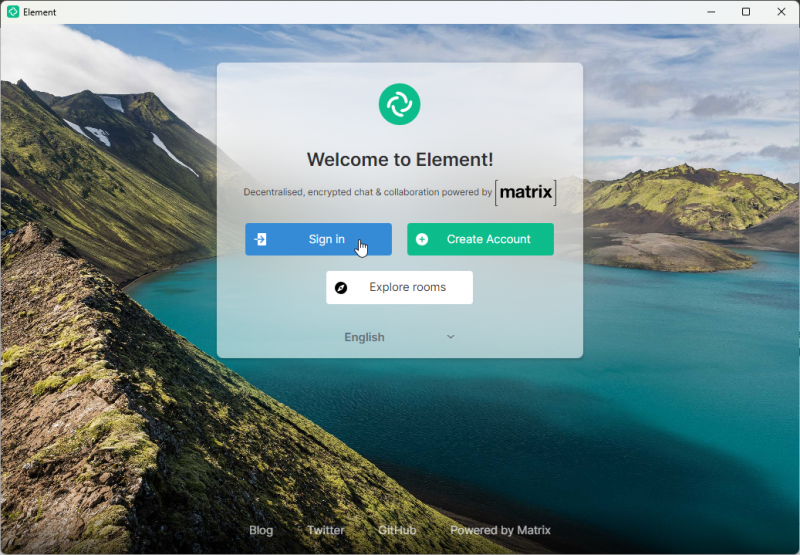 Element
Welcome to Element!
Decentralised, encrypted chat & collaboration powered by [matrix]
Sign in
Create Account
Explore rooms
English
Blog Twitter GitHub Powered by Matrix